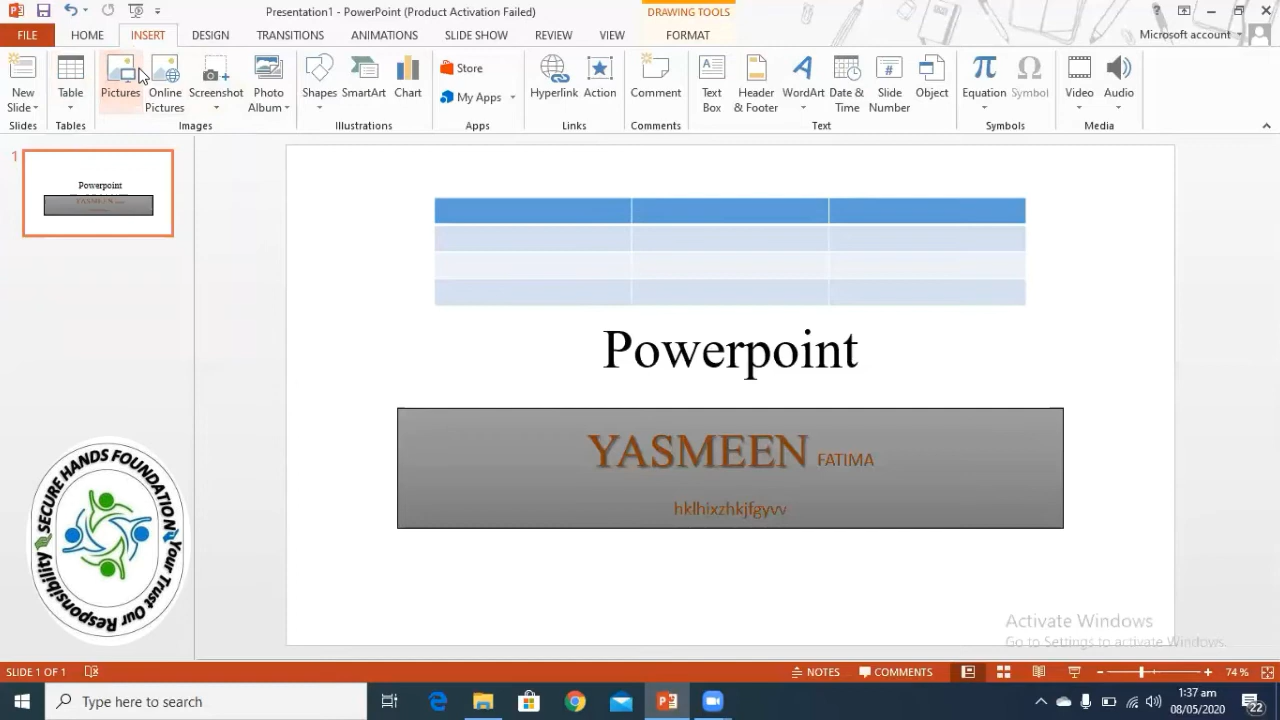 Presentation1 - PowerPoint (Product Activation Failed)
DRAWING TOOLS
?
FILE HOME INSERT DESIGN TRANSITIONS ANIMATIONS SLIDE SHOW REVIEW VIEW FORMAT
Microsoft account
New Slide
Table
Pictures
Online Pictures
Screenshot
Photo Album
Shapes
SmartArt
Chart
Store
My Apps
Hyperlink
Action
Comment
Text Box
Header & Footer
WordArt
Date & Time
Slide Number
Object
Equation
Symbol
Video
Audio
Slides Tables Images Illustrations Apps Links Comments Text Symbols Media
1
Powerpoint
YASMEEN
Powerpoint
YASMEEN FATIMA
hklhixzhkjfgyvv
SECURE HANDS FOUNDATION
Your Trust Our Responsibility
Activate Windows
Go to Settings to activate Windows.
SLIDE 1 OF 1
NOTES
COMMENTS
74 %
Type here to search
1:37 am
08/05/2020
22